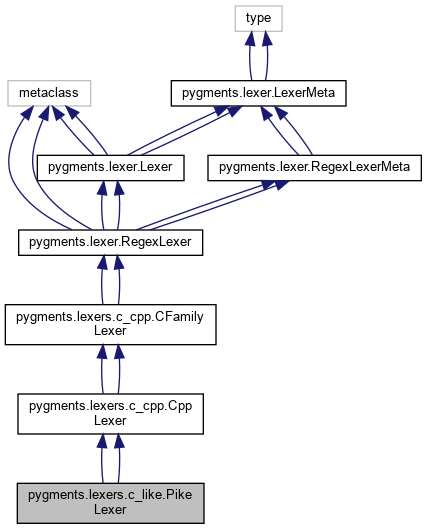 type
metaclass
pygments.lexer.LexerMeta
pygments.lexer.Lexer
pygments.lexer.RegexLexerMeta
pygments.lexer.RegexLexer
pygments.lexers.c_cpp.CFamily
Lexer
pygments.lexers.c_cpp.Cpp
Lexer
pygments.lexers.c_like.Pike
Lexer